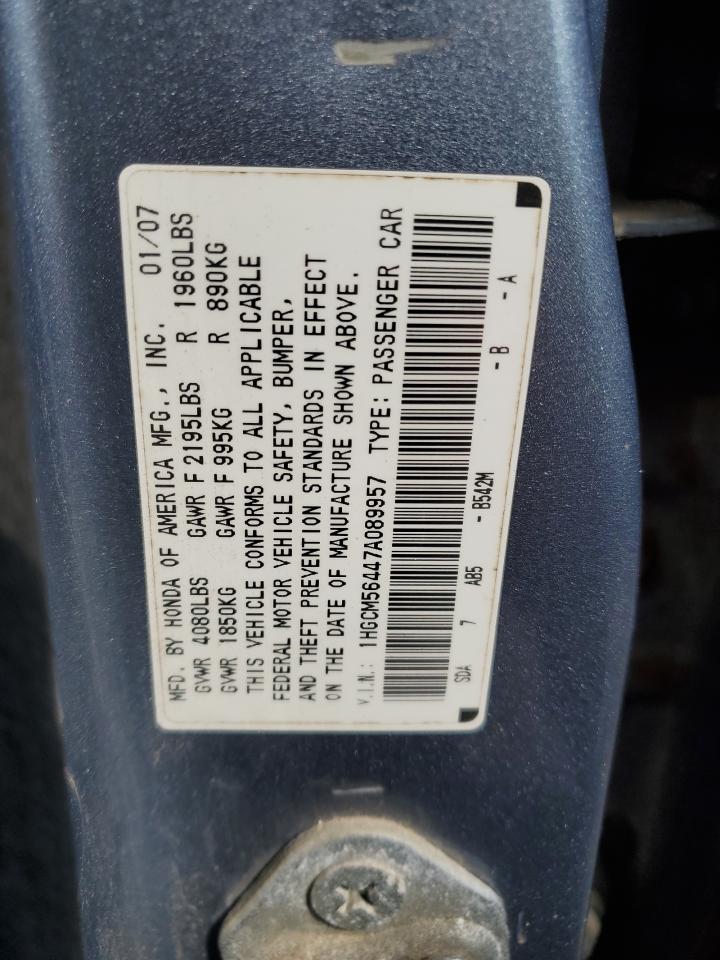 MFD. BY HONDA OF AMERICA MFG., INC. 01/07
GVWR 4080LBS GAWR F 2195LBS R 1960LBS
GVWR 1850KG GAWR F 995KG R 890KG
THIS VEHICLE CONFORMS TO ALL APPLICABLE
FEDERAL MOTOR VEHICLE SAFETY, BUMPER,
AND THEFT PREVENTION STANDARDS IN EFFECT
ON THE DATE OF MANUFACTURE SHOWN ABOVE.
V.I.N.: 1HGCM56447A089957 TYPE: PASSENGER CAR
SDA 7 AB5 - B542M - B - A